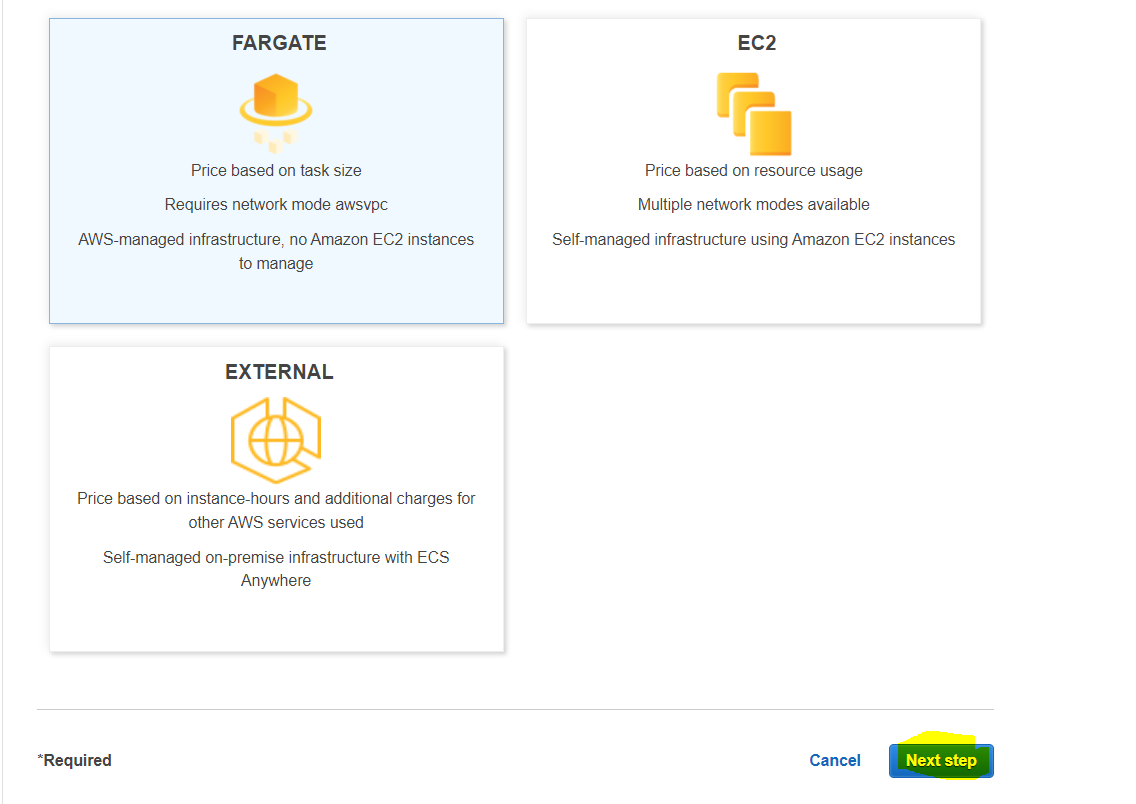 FARGATE
Price based on task size
Requires network mode awsvpc
AWS-managed infrastructure, no Amazon EC2 instances
to manage
EC2
Price based on resource usage
Multiple network modes available
Self-managed infrastructure using Amazon EC2 instances
EXTERNAL
Price based on instance-hours and additional charges for
other AWS services used
Self-managed on-premise infrastructure with ECS
Anywhere
*Required
Cancel
Next step